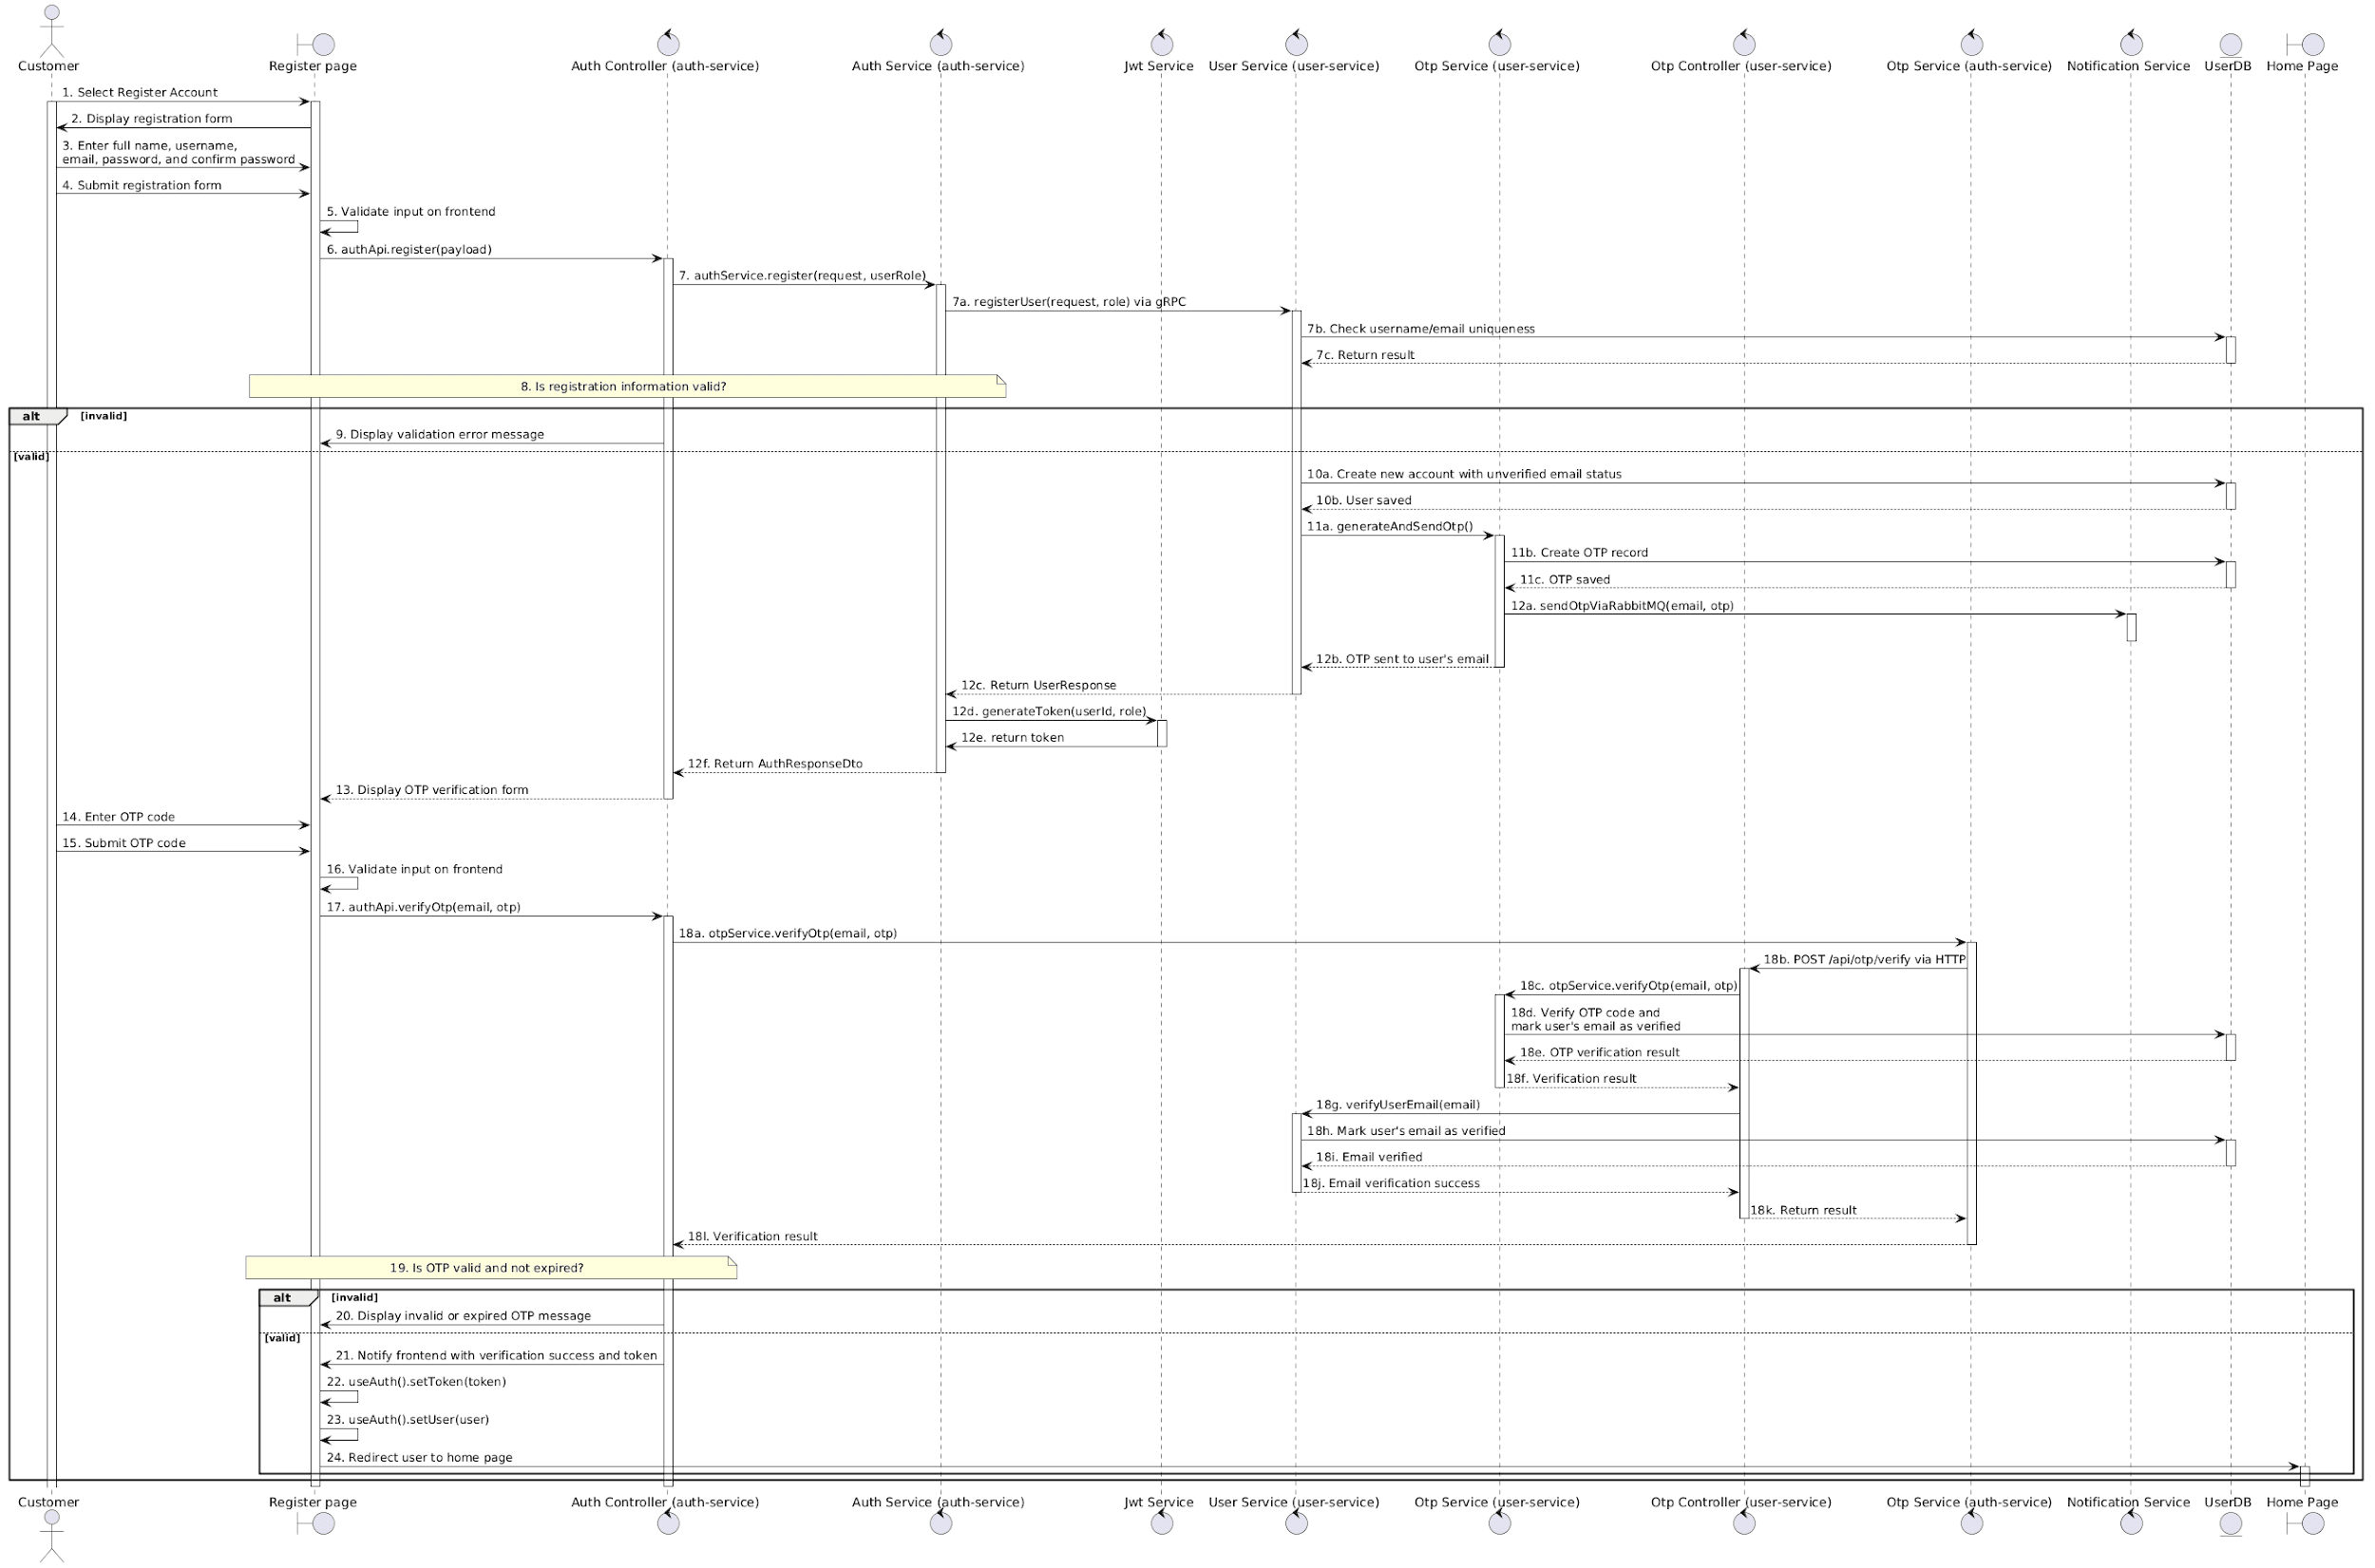 Customer
Register page
Auth Controller (auth-service)
Auth Service (auth-service)
Jwt Service
User Service (user-service)
Otp Service (user-service)
Otp Controller (user-service)
Otp Service (auth-service)
Notification Service
UserDB
Home Page
1. Select Register Account
2. Display registration form
3. Enter full name, username,
email, password, and confirm password
4. Submit registration form
5. Validate input on frontend
6. authApi.register(payload)
7. authService.register(request, userRole)
7a. registerUser(request, role) via gRPC
7b. Check username/email uniqueness
7c. Return result
8. Is registration information valid?
alt
[invalid]
9. Display validation error message
[valid]
10a. Create new account with unverified email status
10b. User saved
11a. generateAndSendOtp()
11b. Create OTP record
11c. OTP saved
12a. sendOtpViaRabbitMQ(email, otp)
12b. OTP sent to user's email
12c. Return UserResponse
12d. generateToken(userId, role)
12e. return token
12f. Return AuthResponseDto
13. Display OTP verification form
14. Enter OTP code
15. Submit OTP code
16. Validate input on frontend
17. authApi.verifyOtp(email, otp)
18a. otpService.verifyOtp(email, otp)
18b. POST /api/otp/verify via HTTP
18c. otpService.verifyOtp(email, otp)
18d. Verify OTP code and
mark user's email as verified
18e. OTP verification result
18f. Verification result
18g. verifyUserEmail(email)
18h. Mark user's email as verified
18i. Email verified
18j. Email verification success
18k. Return result
18l. Verification result
19. Is OTP valid and not expired?
alt
[invalid]
20. Display invalid or expired OTP message
[valid]
21. Notify frontend with verification success and token
22. useAuth().setToken(token)
23. useAuth().setUser(user)
24. Redirect user to home page
Customer
Register page
Auth Controller (auth-service)
Auth Service (auth-service)
Jwt Service
User Service (user-service)
Otp Service (user-service)
Otp Controller (user-service)
Otp Service (auth-service)
Notification Service
UserDB
Home Page